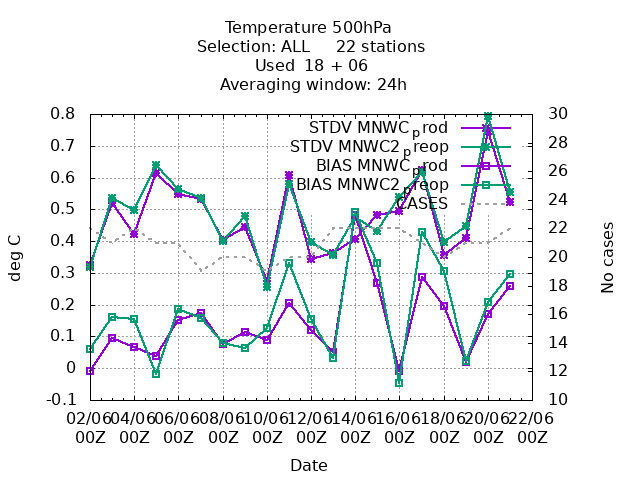 Temperature 500hPa
Selection: ALL 22 stations
Used 18 + 06
Averaging window: 24h
0.8
0.7
0.6
0.5
0.4
0.3
0.2
0.1
0
-0.1
deg C
30
28
26
24
22
20
18
16
14
12
10
No cases
STDV MNWC_prod
STDV MNWC2_preop
BIAS MNWC_prod
BIAS MNWC2_preop
CASES
02/06 04/06 06/06 08/06 10/06 12/06 14/06 16/06 18/06 20/06 22/06
00Z 00Z 00Z 00Z 00Z 00Z 00Z 00Z 00Z 00Z 00Z
Date